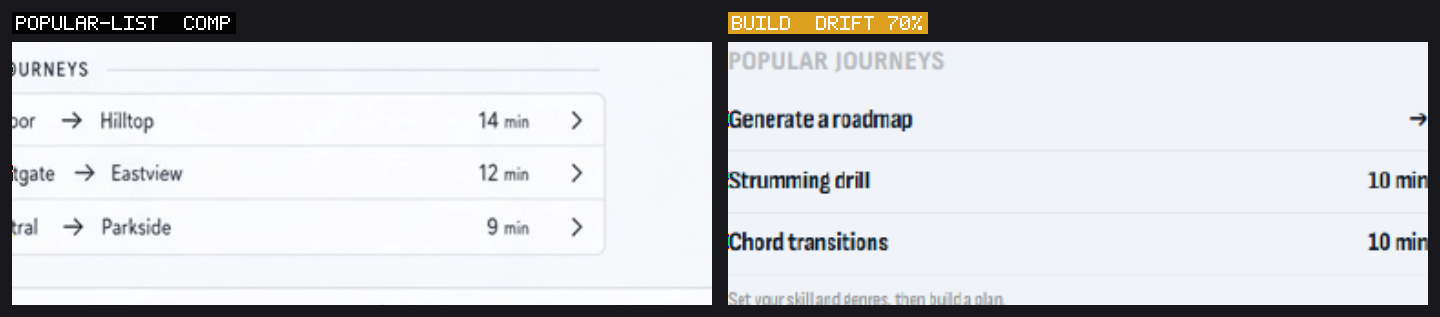 POPULAR-LIST COMP
OURNEYS
oor → Hilltop 14 min >
tgate → Eastview 12 min >
tral → Parkside 9 min >
BUILD DRIFT 70%
POPULAR JOURNEYS
Generate a roadmap →
Strumming drill 10 min
Chord transitions 10 min
Set your skill and genres, then build a plan.